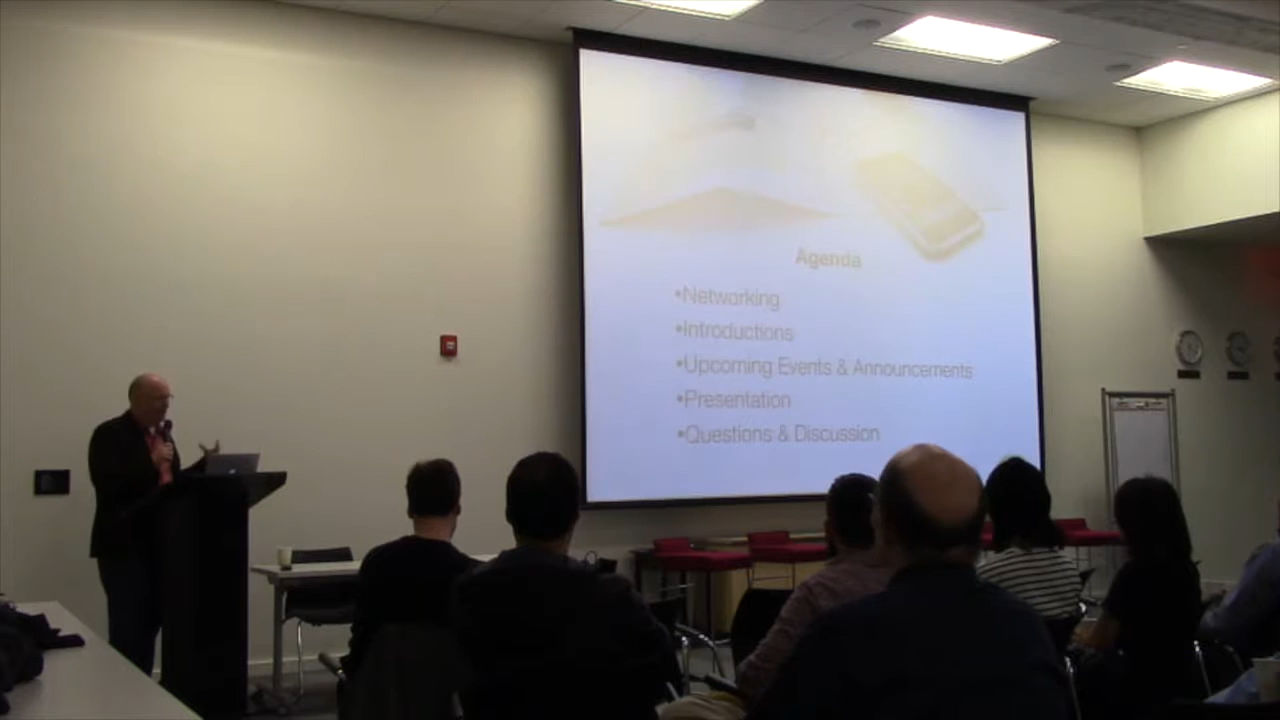 Agenda
•Networking
•Introductions
•Upcoming Events & Announcements
•Presentation
•Questions & Discussion